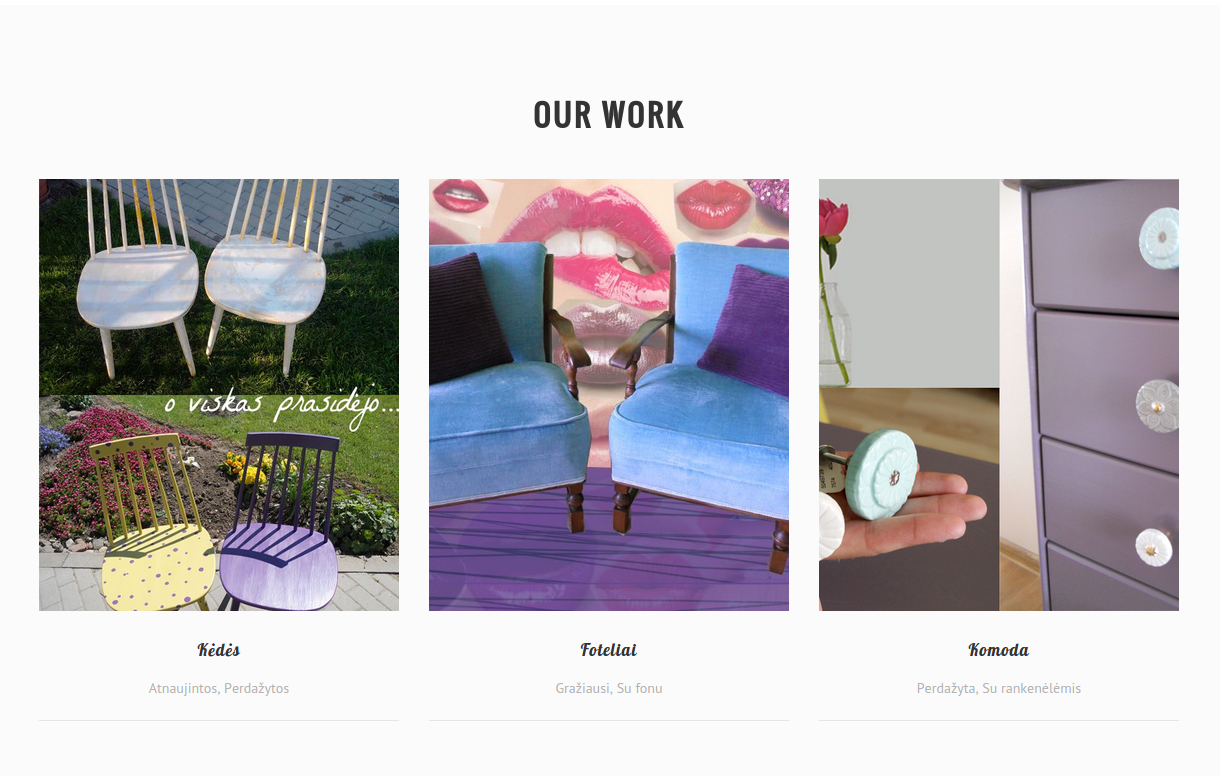 OUR WORK
o viskas prasidėjo...
Kėdės
Foteliai
Komoda
Atnaujintos, Perdažytos
Gražiausi, Su fonu
Perdažyta, Su rankenėlėmis